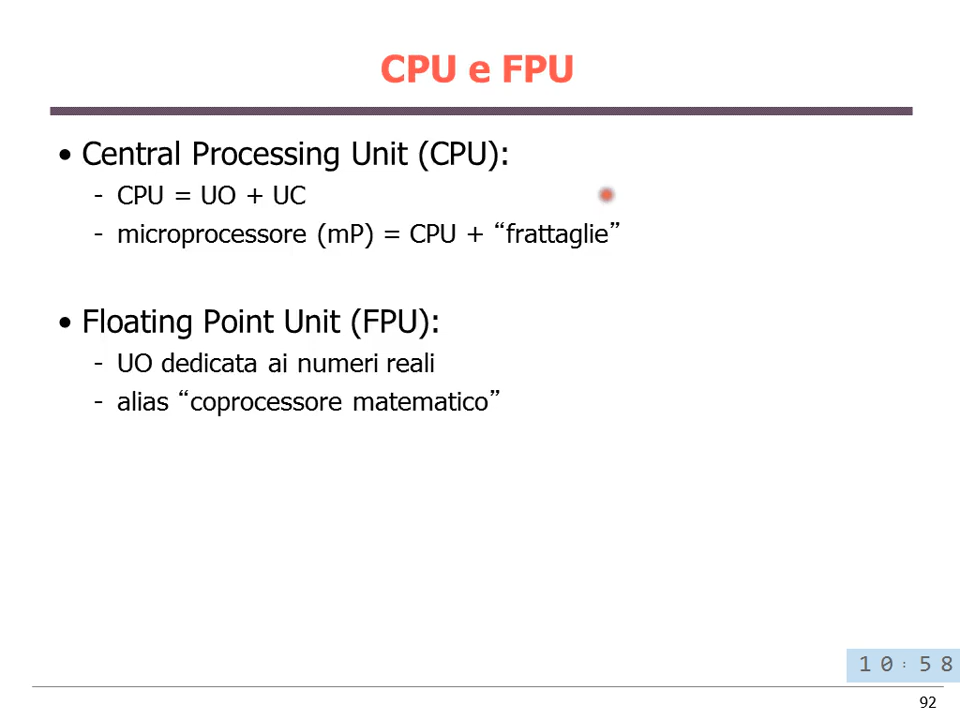 CPU e FPU
• Central Processing Unit (CPU):
- CPU = UO + UC
- microprocessore (mP) = CPU + “frattaglie”
• Floating Point Unit (FPU):
- UO dedicata ai numeri reali
- alias “coprocessore matematico”
10:58
92